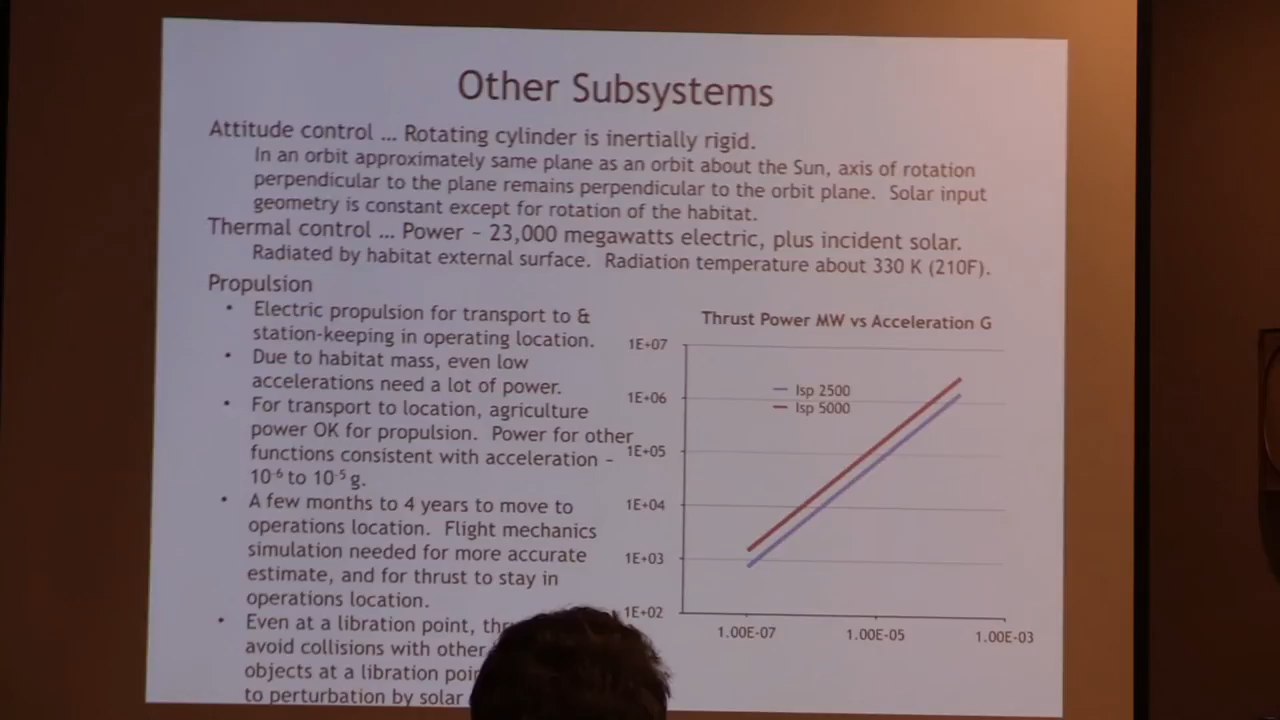 Other Subsystems
Attitude control ... Rotating cylinder is inertially rigid.
In an orbit approximately same plane as an orbit about the Sun, axis of rotation
perpendicular to the plane remains perpendicular to the orbit plane. Solar input
geometry is constant except for rotation of the habitat.
Thermal control ... Power ~ 23,000 megawatts electric, plus incident solar.
Radiated by habitat external surface. Radiation temperature about 330 K (210F).
Propulsion
• Electric propulsion for transport to &
station-keeping in operating location.
• Due to habitat mass, even low
accelerations need a lot of power.
• For transport to location, agriculture
power OK for propulsion. Power for other
functions consistent with acceleration ~
10⁻⁶ to 10⁻⁵ g.
• A few months to 4 years to move to
operations location. Flight mechanics
simulation needed for more accurate
estimate, and for thrust to stay in
operations location.
• Even at a libration point,
avoid collisions with other
objects at a libration
to perturbation by solar
Thrust Power MW vs Acceleration G
1E+07
1E+06
1E+05
1E+04
1E+03
1E+02
Isp 2500
Isp 5000
1.00E-07 1.00E-05 1.00E-03